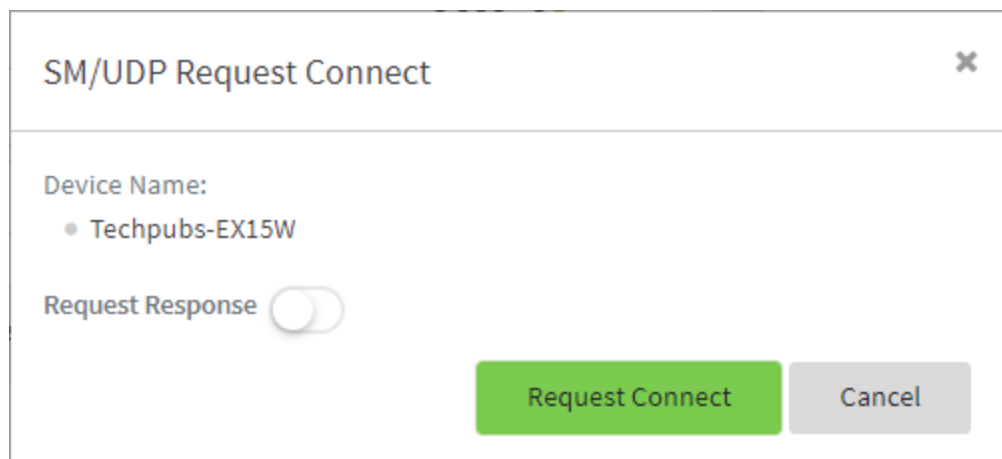 SM/UDP Request Connect
Device Name:
Techpubs-EX15W
Request Response
Request Connect Cancel